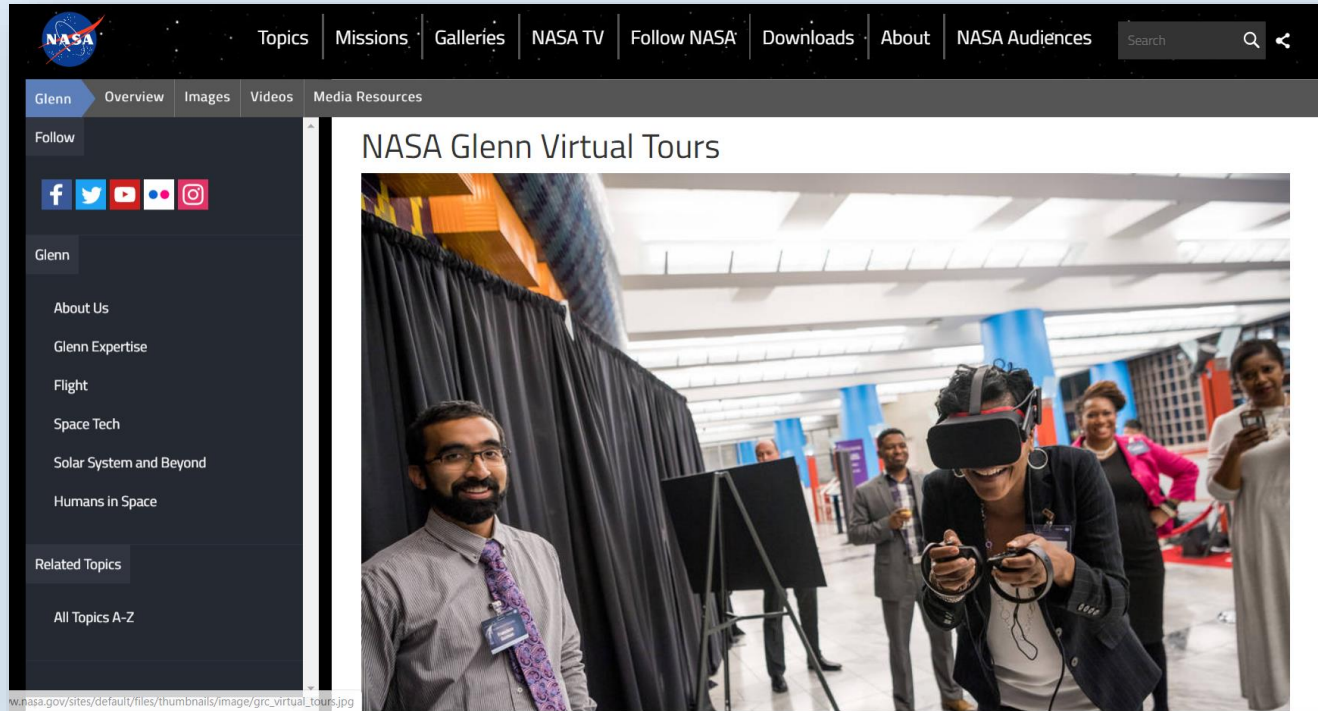 NASA
Topics
Missions
Galleries
NASA TV
Follow NASA
Downloads
About
NASA Audiences
Search
Glenn
Overview
Images
Videos
Media Resources
Follow
NASA Glenn Virtual Tours
Glenn
About Us
Glenn Expertise
Flight
Space Tech
Solar System and Beyond
Humans in Space
Related Topics
All Topics A-Z
w.nasa.gov/sites/default/files/thumbnails/image/grc_virtual_tours.jpg